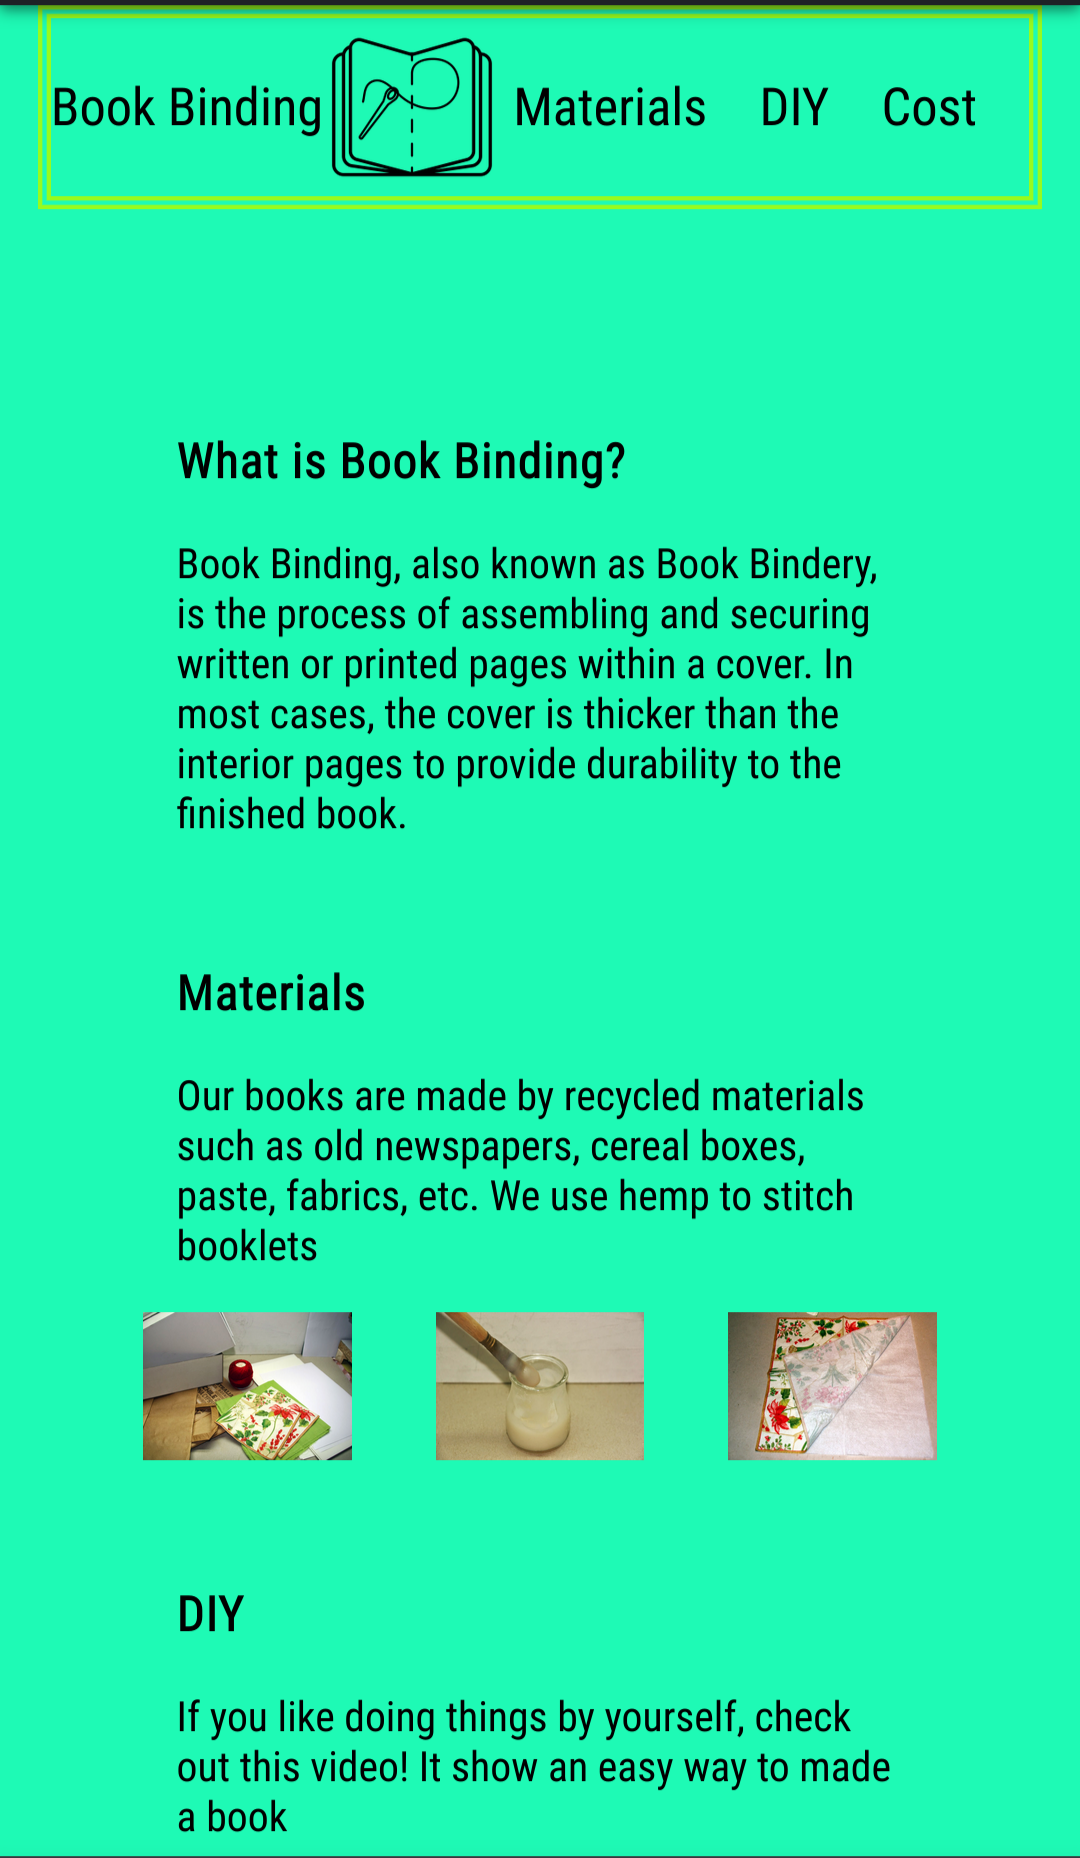 Book Binding Materials DIY Cost
What is Book Binding?
Book Binding, also known as Book Bindery,
is the process of assembling and securing
written or printed pages within a cover. In
most cases, the cover is thicker than the
interior pages to provide durability to the
finished book.
Materials
Our books are made by recycled materials
such as old newspapers, cereal boxes,
paste, fabrics, etc. We use hemp to stitch
booklets
DIY
If you like doing things by yourself, check
out this video! It show an easy way to made
a book